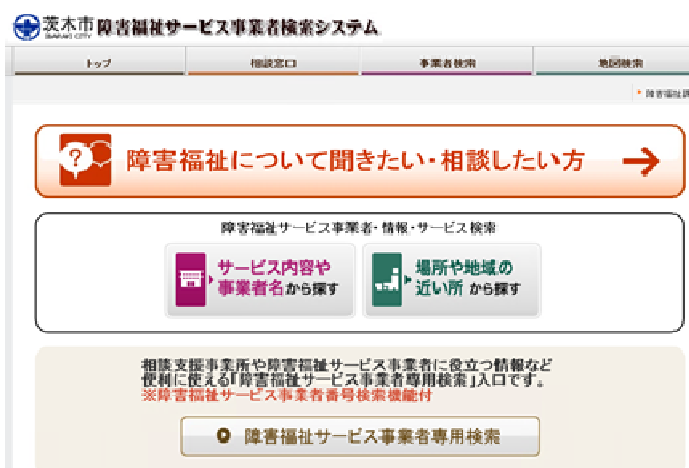 茨木市 障害福祉サービス事業者検索システム
IBARAKI CITY
トップ 相談窓口 事業者検索 地図検索
障害福祉課
障害福祉について聞きたい・相談したい方
障害福祉サービス事業者・情報・サービス検索
サービス内容や
事業者名から探す
場所や地域の
近い所 から探す
相談支援事業所や障害福祉サービス事業者に役立つ情報など
便利に使える「障害福祉サービス事業者専用検索」入口です。
※障害福祉サービス事業者番号検索機能付
障害福祉サービス事業者専用検索